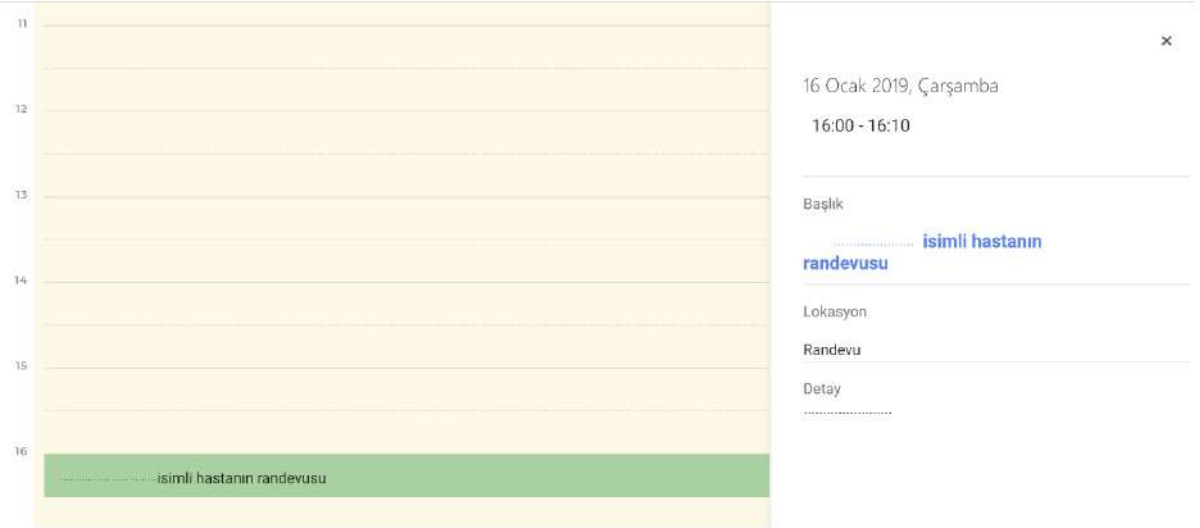 11
12
13
14
15
16
.................... isimli hastanın randevusu
×
16 Ocak 2019, Çarşamba
16:00 - 16:10
Başlık
.................... isimli hastanın
randevusu
Lokasyon
Randevu
Detay
......................